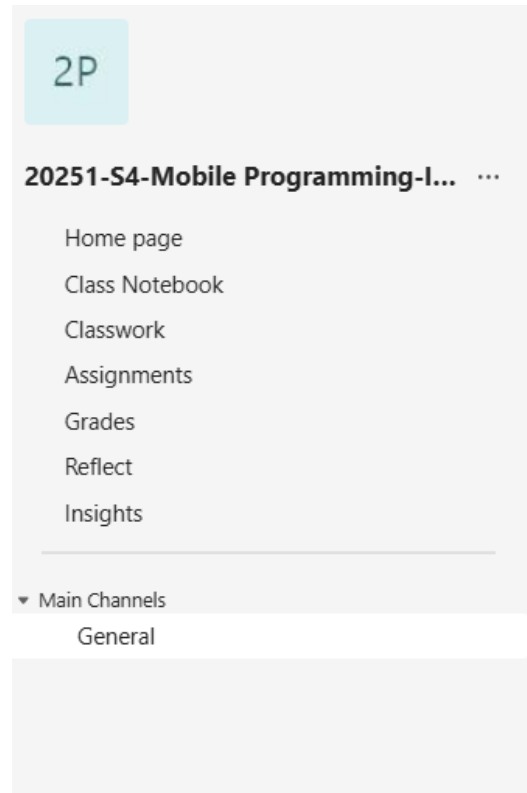 2P
20251-S4-Mobile Programming-I... ...
Home page
Class Notebook
Classwork
Assignments
Grades
Reflect
Insights
Main Channels
General